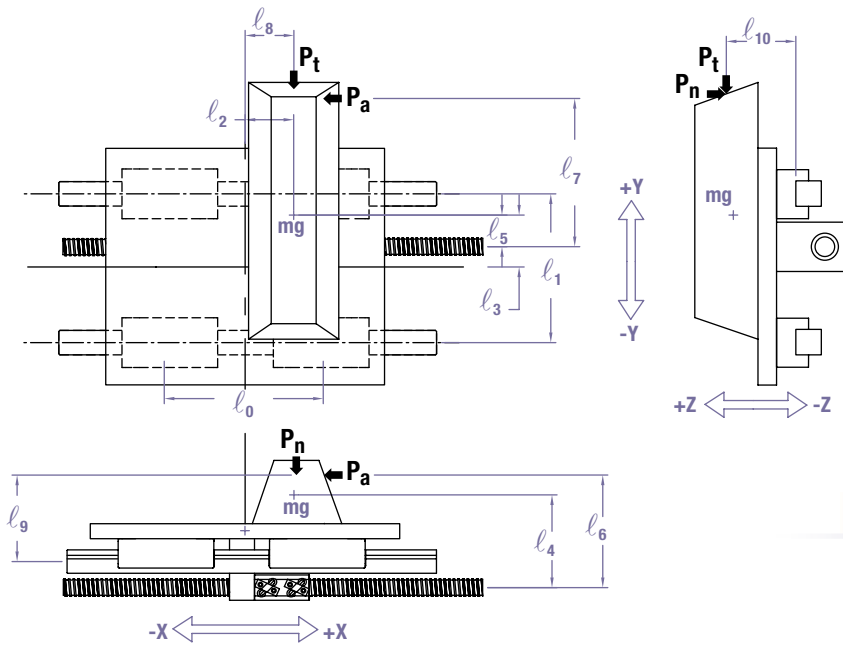 ℓ8
Pt
Pa
ℓ2
ℓ7
mg
ℓ5
ℓ1
ℓ3
ℓ0
ℓ10
Pt
Pn
mg
+Y
-Y
+Z
-Z
Pn
Pa
mg
ℓ9
ℓ4
ℓ6
-X
+X